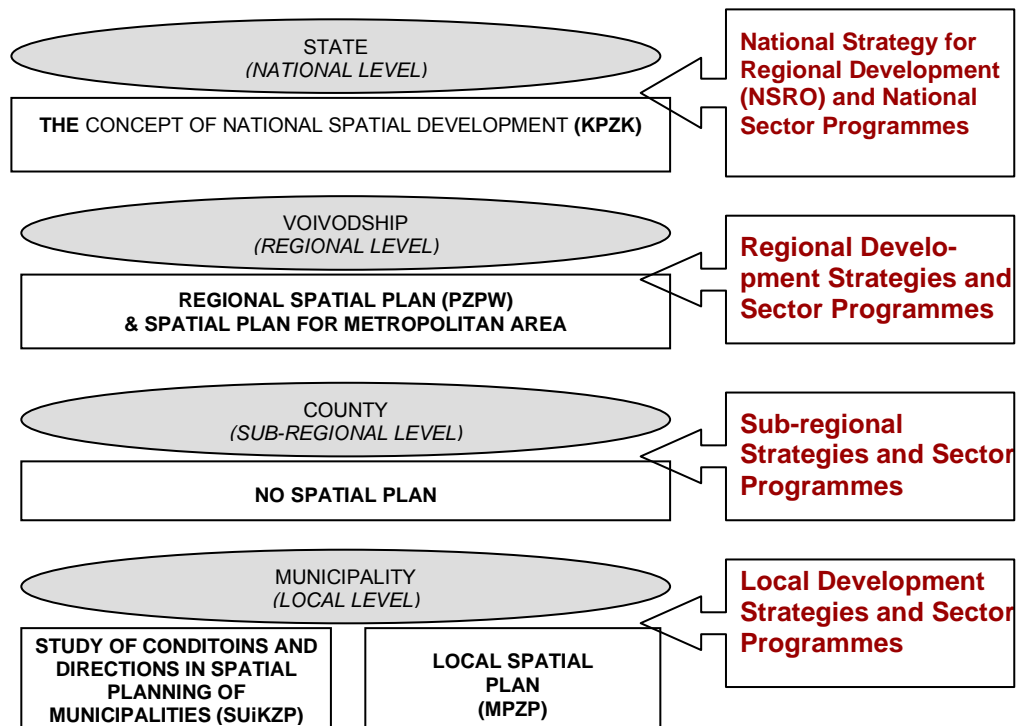 STATE
(NATIONAL LEVEL)
THE CONCEPT OF NATIONAL SPATIAL DEVELOPMENT (KPZK)
National Strategy for
Regional Development
(NSRO) and National
Sector Programmes
VOIVODSHIP
(REGIONAL LEVEL)
REGIONAL SPATIAL PLAN (PZPW)
& SPATIAL PLAN FOR METROPOLITAN AREA
Regional Develo-
pment Strategies and
Sector Programmes
COUNTY
(SUB-REGIONAL LEVEL)
NO SPATIAL PLAN
Sub-regional
Strategies and Sector
Programmes
MUNICIPALITY
(LOCAL LEVEL)
STUDY OF CONDITOINS AND
DIRECTIONS IN SPATIAL
PLANNING OF
MUNICIPALITIES (SUiKZP)
LOCAL SPATIAL
PLAN
(MPZP)
Local Development
Strategies and Sector
Programmes